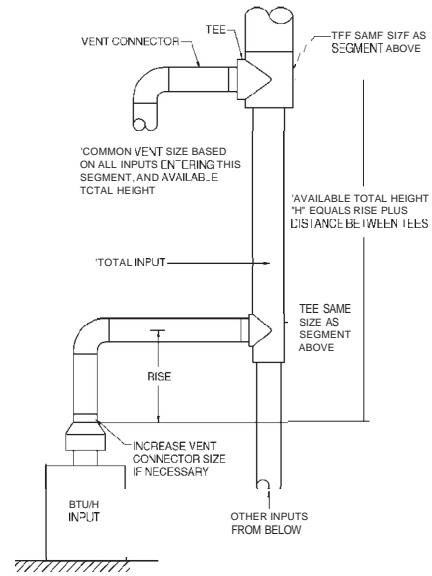 TEE
VENT CONNECTOR
TFF SAMF SI7F AS
SEGMENT ABOVE
'COMMON VENT SIZE BASED
ON ALL INPUTS ENTERING THIS
SEGMENT, AND AVAILABLE
TCTAL HEIGHT
'AVAILABLE TOTAL HEIGHT
"H" EQUALS RISE PLUS
DISTANCE BETWEEN TEES
'TOTAL INPUT
TEE SAME
SIZE AS
SEGMENT
ABOVE
RISE
INCREASE VENT
CONNECTOR SIZE
IF NECESSARY
BTU/H
INPUT
OTHER INPUTS
FROM BELOW